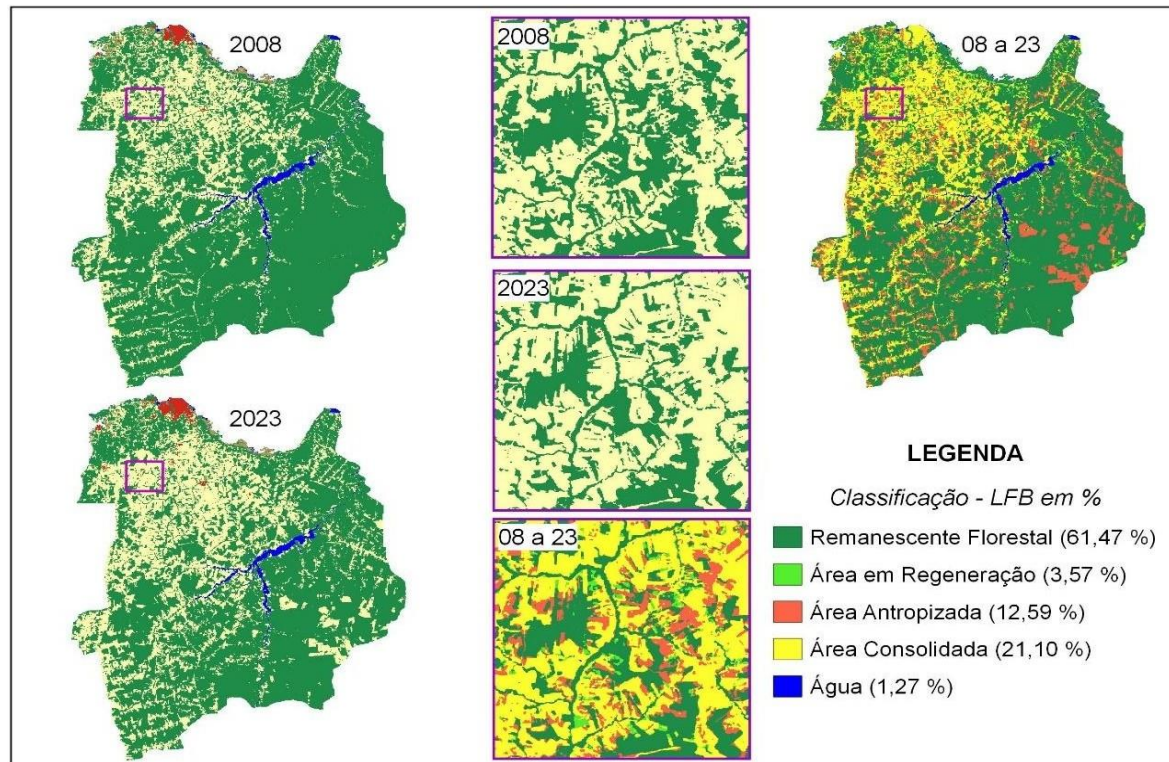 2008
2008
08 a 23
2023
2023
08 a 23
LEGENDA
Classificação - LFB em %
Remanescente Florestal (61,47 %)
Área em Regeneração (3,57 %)
Área Antropizada (12,59 %)
Área Consolidada (21,10 %)
Água (1,27 %)